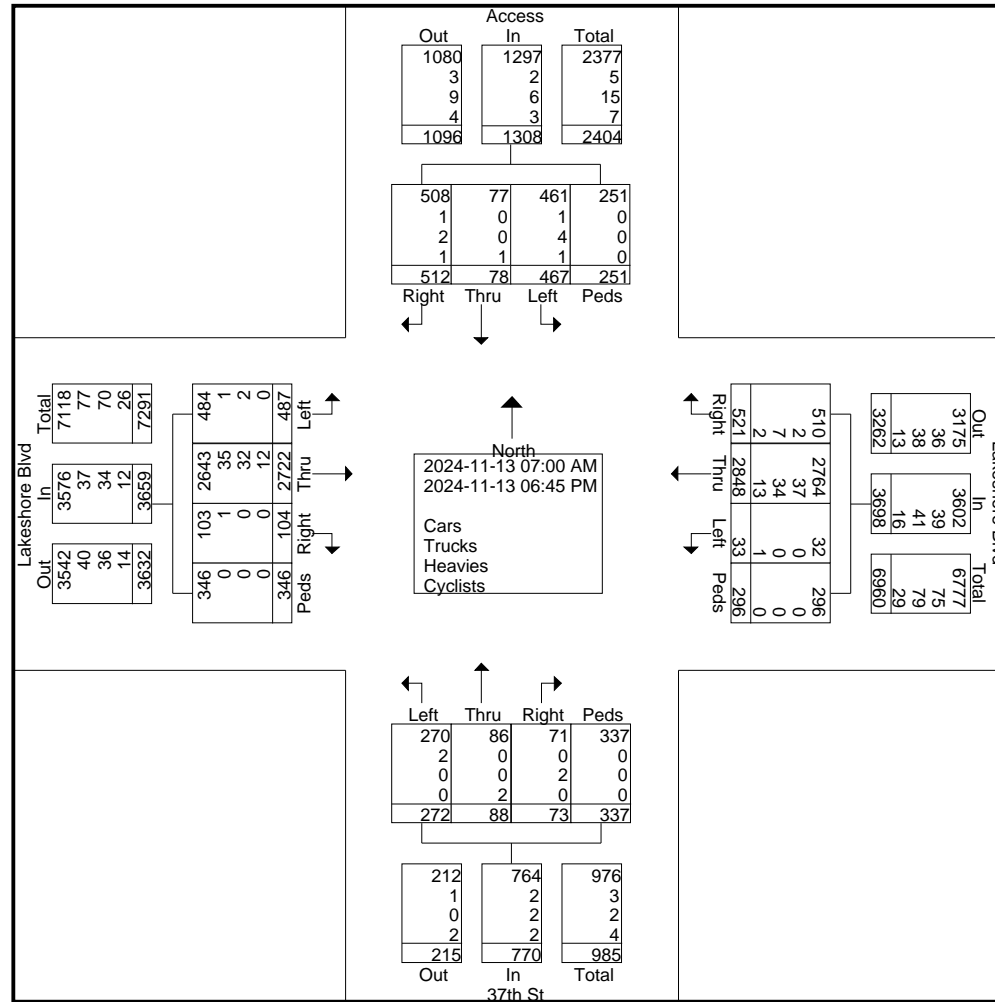 Access
Out In Total
1080 1297 2377
3 2 5
9 6 15
4 3 7
1096 1308 2404
508 77 461 251
1 0 1 0
2 0 4 0
1 1 1 0
512 78 467 251
Right Thru Left Peds
Lakeshore Blvd
Total In Out
7118 3576 3542
77 37 40
70 34 36
26 12 14
7291 3659 3632
484 2643 103 346
1 35 1 0
2 32 0 0
0 12 0 0
487 2722 104 346
Left Thru Right Peds
North
2024-11-13 07:00 AM
2024-11-13 06:45 PM
Cars
Trucks
Heavies
Cyclists
Right Thru Left Peds
521 2848 33 296
2 13 1 0
7 34 0 0
2 37 0 0
510 2764 32 296
Out In Total
3175 3602 6777
36 39 75
38 41 79
13 16 29
3262 3698 6960
Left Thru Right Peds
270 86 71 337
2 0 0 0
0 0 2 0
0 2 0 0
272 88 73 337
212 764 976
1 2 3
0 2 2
2 2 4
215 770 985
Out In Total
37th St